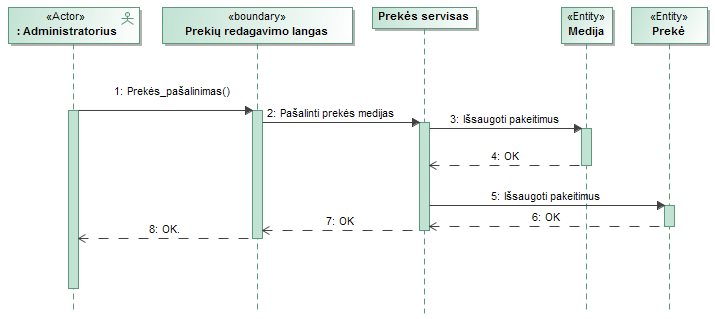 «Actor»
: Administratorius
«boundary»
Prekių redagavimo langas
Prekės servisas
«Entity»
Medija
«Entity»
Prekė
1: Prekės_pašalinimas()
2: Pašalinti prekės medijas
3: Išsaugoti pakeitimus
4: OK
5: Išsaugoti pakeitimus
6: OK
7: OK
8: OK.